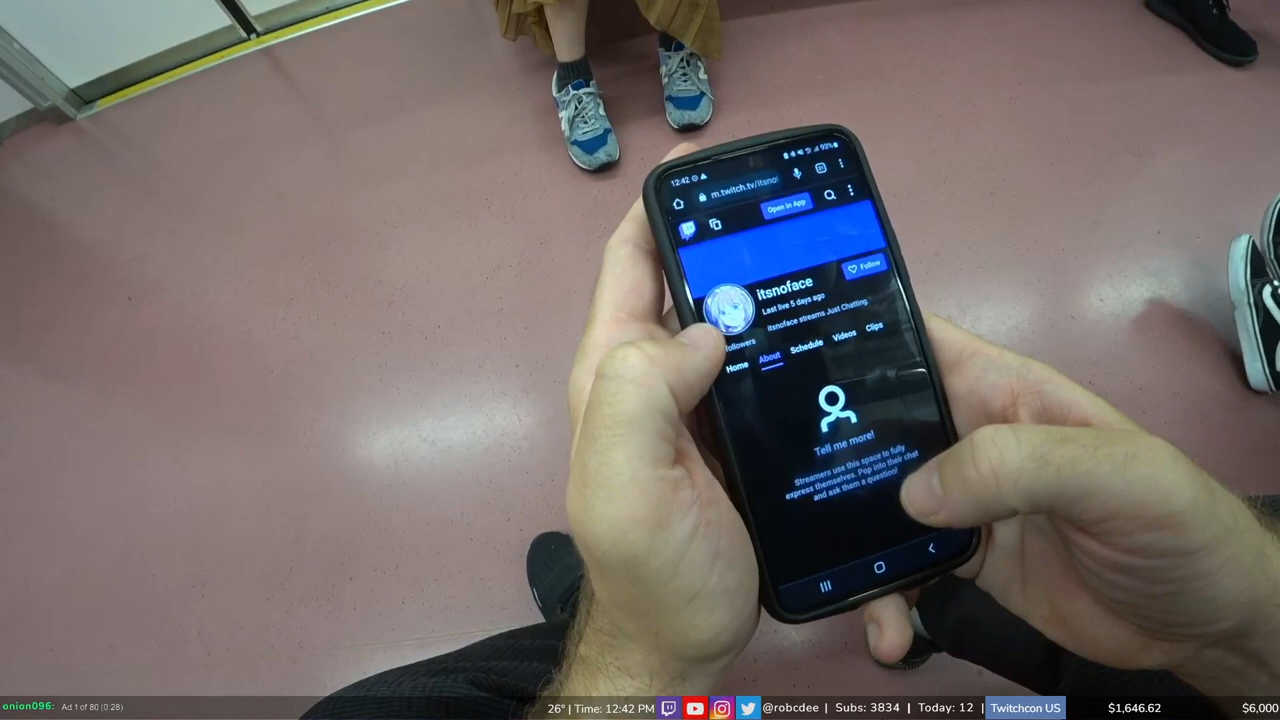 12:42
93%
m.twitch.tv/itsno
Open in App
itsnoface
Follow
Last live 5 days ago
Itsnoface streams Just Chatting.
followers
Home About Schedule Videos Clips
Tell me more!
Streamers use this space to fully
express themselves. Pop into their chat
and ask them a question!
onion096: Ad 1 of 80 (0:28)
26° | Time: 12:42 PM @robcdee | Subs: 3834 | Today: 12 | Twitchcon US $1,646.62 $6,000